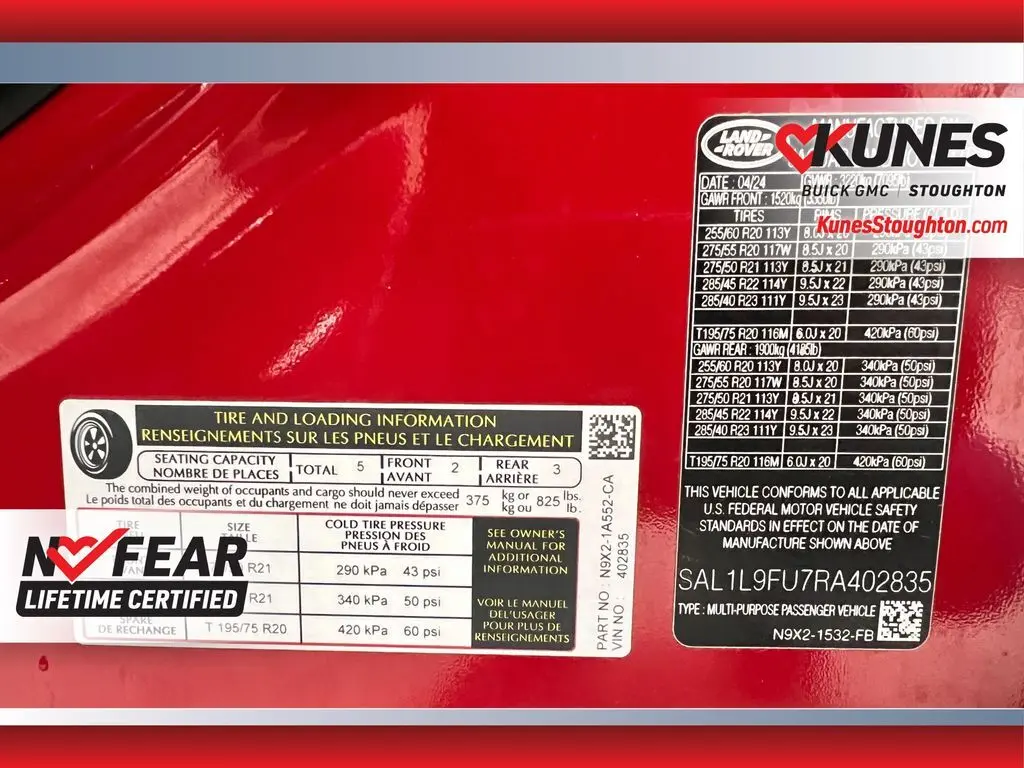 LAND-
-ROVER
KUNES
BUICK GMC | STOUGHTON
KunesStoughton.com
DATE : 04/24 GVWR : 3220kg (7095lb)
GAWR FRONT : 1520kg (3350lb)
TIRES RIMS
255/60 R20 113Y 8.0J x 20
275/55 R20 117W 8.5J x 20 290kPa (43psi)
275/50 R21 113Y 8.5J x 21 290kPa (43psi)
285/45 R22 114Y 9.5J x 22 290kPa (43psi)
285/40 R23 111Y 9.5J x 23 290kPa (43psi)
T195/75 R20 116M 6.0J x 20 420kPa (60psi)
GAWR REAR : 1900kg (4185lb)
255/60 R20 113Y 8.0J x 20 340kPa (50psi)
275/55 R20 117W 8.5J x 20 340kPa (50psi)
275/50 R21 113Y 8.5J x 21 340kPa (50psi)
285/45 R22 114Y 9.5J x 22 340kPa (50psi)
285/40 R23 111Y 9.5J x 23 340kPa (50psi)
T195/75 R20 116M 6.0J x 20 420kPa (60psi)
THIS VEHICLE CONFORMS TO ALL APPLICABLE
U.S. FEDERAL MOTOR VEHICLE SAFETY
STANDARDS IN EFFECT ON THE DATE OF
MANUFACTURE SHOWN ABOVE
SAL1L9FU7RA402835
TYPE : MULTI-PURPOSE PASSENGER VEHICLE
N9X2-1532-FB
TIRE AND LOADING INFORMATION
RENSEIGNEMENTS SUR LES PNEUS ET LE CHARGEMENT
SEATING CAPACITY
NOMBRE DE PLACES
TOTAL 5
FRONT
AVANT
2
REAR
ARRIÈRE
3
The combined weight of occupants and cargo should never exceed
Le poids total des occupants et du chargement ne doit jamais dépasser
375 kg or
kg ou
825 lbs.
lb.
TIRE SIZE
COLD TIRE PRESSURE
PRESSION DES
PNEUS À FROID
R21 290 kPa 43 psi
R21 340 kPa 50 psi
SPARE
DE RECHANGE
T 195/75 R20 420 kPa 60 psi
SEE OWNER'S
MANUAL FOR
ADDITIONAL
INFORMATION
VOIR LE MANUEL
DEL'USAGER
POUR PLUS DE
RENSEIGNEMENTS
PART NO : N9X2-1A552-CA
VIN NO : 402835
NO FEAR
LIFETIME CERTIFIED